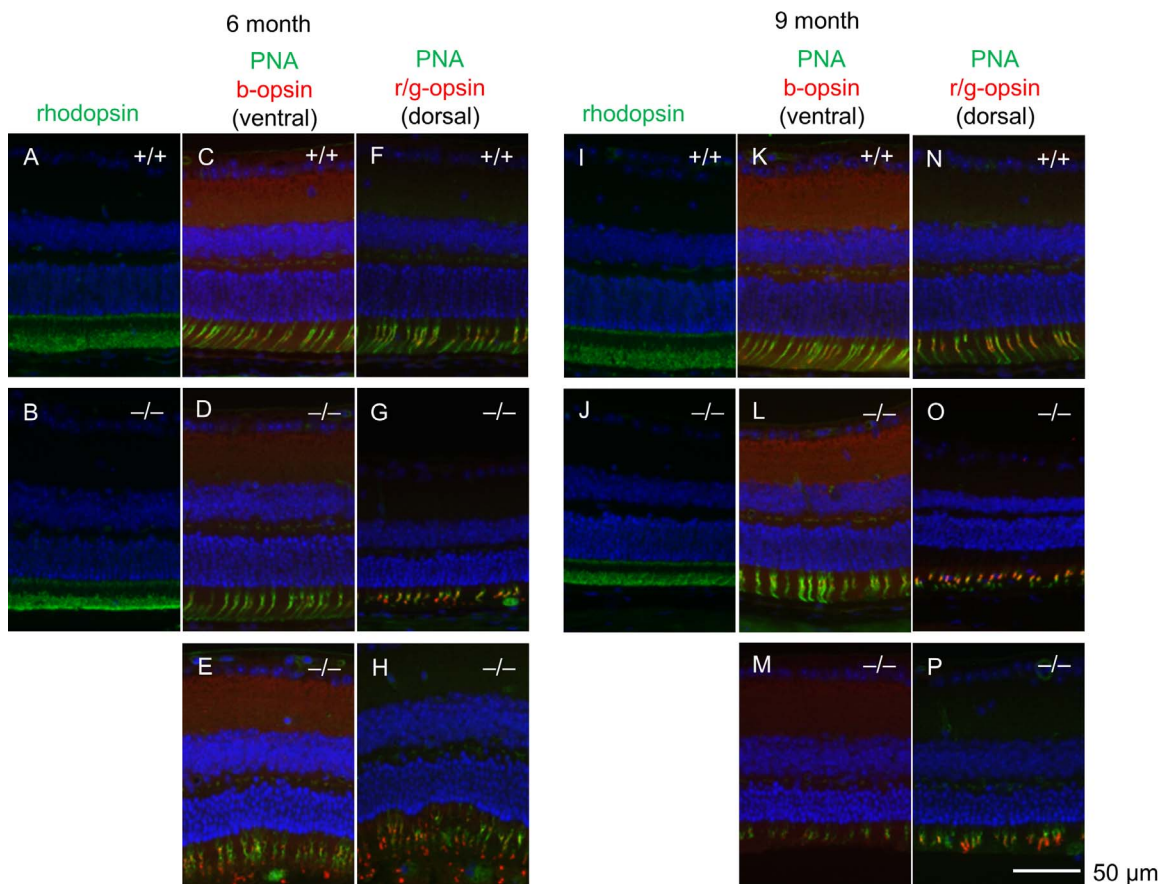 6 month
9 month
PNA
PNA
PNA
PNA
b-opsin
r/g-opsin
b-opsin
r/g-opsin
rhodopsin
(ventral)
(dorsal)
rhodopsin
(ventral)
(dorsal)
A +/+
C +/+
F +/+
I +/+
K +/+
N +/+
B –/–
D –/–
G –/–
J –/–
L –/–
O –/–
E –/–
H –/–
M –/–
P –/–
50 µm